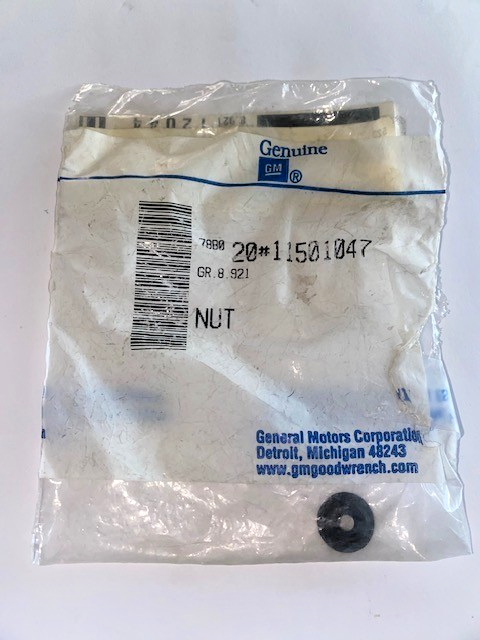 Genuine
GM ®
78B0 20#11501047
GR.8.921
NUT
General Motors Corporation
Detroit, Michigan 48243
www.gmgoodwrench.com